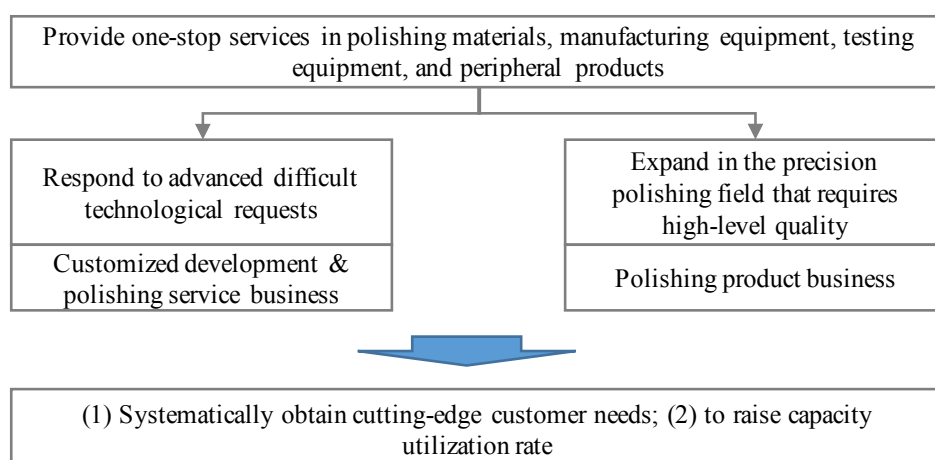 Provide one-stop services in polishing materials, manufacturing equipment, testing
equipment, and peripheral products
Respond to advanced difficult
technological requests
Customized development &
polishing service business
Expand in the precision
polishing field that requires
high-level quality
Polishing product business
(1) Systematically obtain cutting-edge customer needs; (2) to raise capacity
utilization rate